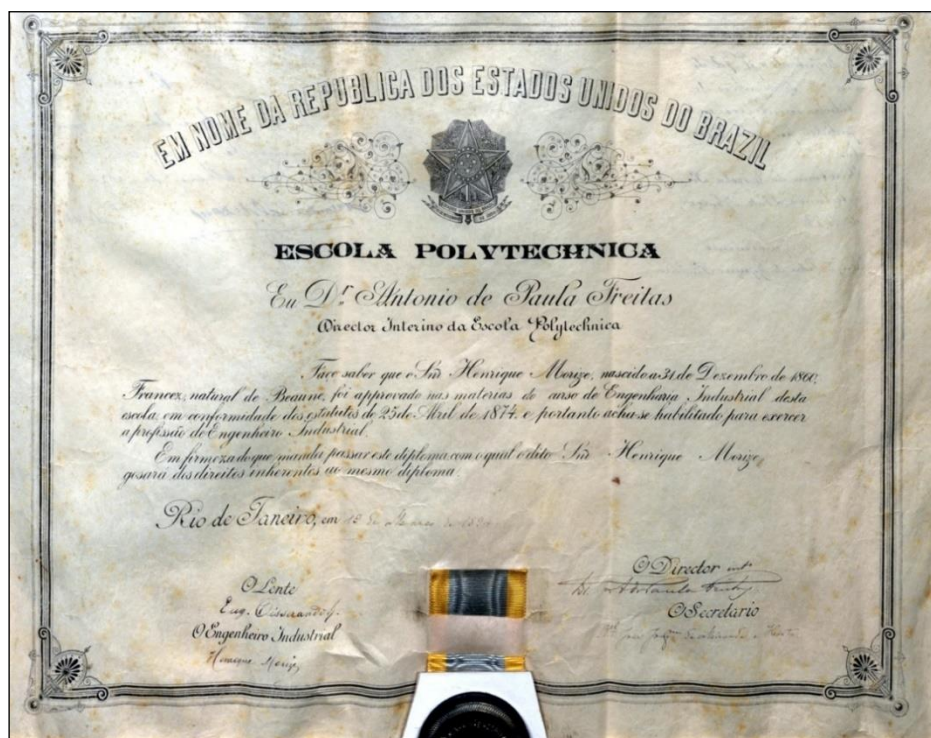 EM NOME DA REPUBLICA DOS ESTADOS UNIDOS DO BRAZIL
ESCOLA POLYTECHNICA
Eu Dr. Antonio de Paula Freitas
Director Interino da Escola Polytechnica
Faço saber que o Snr Henrique Morize, nascido a 31 de Dezembro de 1860,
Francez, natural de Beaune, foi approvado nas materias do curso de Engenharia Industrial desta
escola, em conformidade dos estatutos de 25 de Abril de 1874, e portanto acha-se habilitado para exercer
a profissão de Engenheiro Industrial.
Em firmeza do que, manda passar este diploma com o qual o dito Snr Henrique Morize,
gosará dos direitos inherentes ao mesmo diploma.
Rio de Janeiro, em de de
O Lente
O Director
Eug.
O Secretario
O Engenheiro Industrial
Henrique Morize